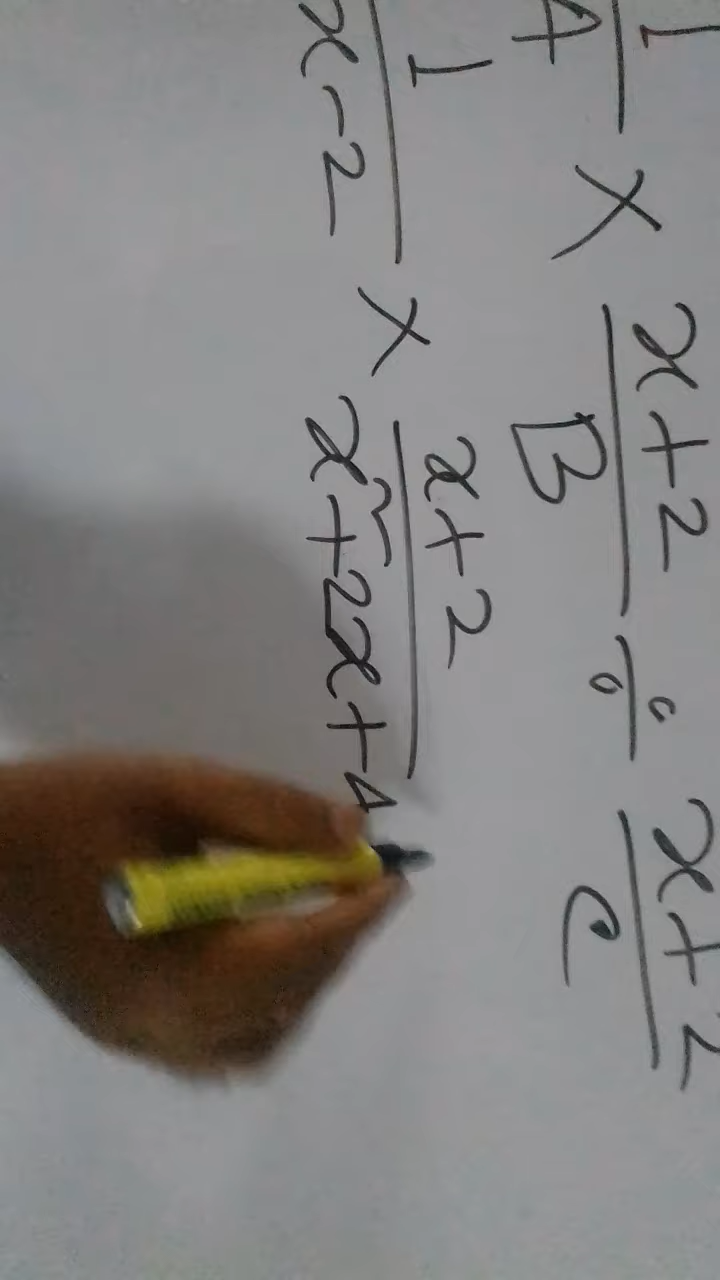 1/A × x+2/B ÷ x+2/C
1/x-2 × x+2/x²+2x+4